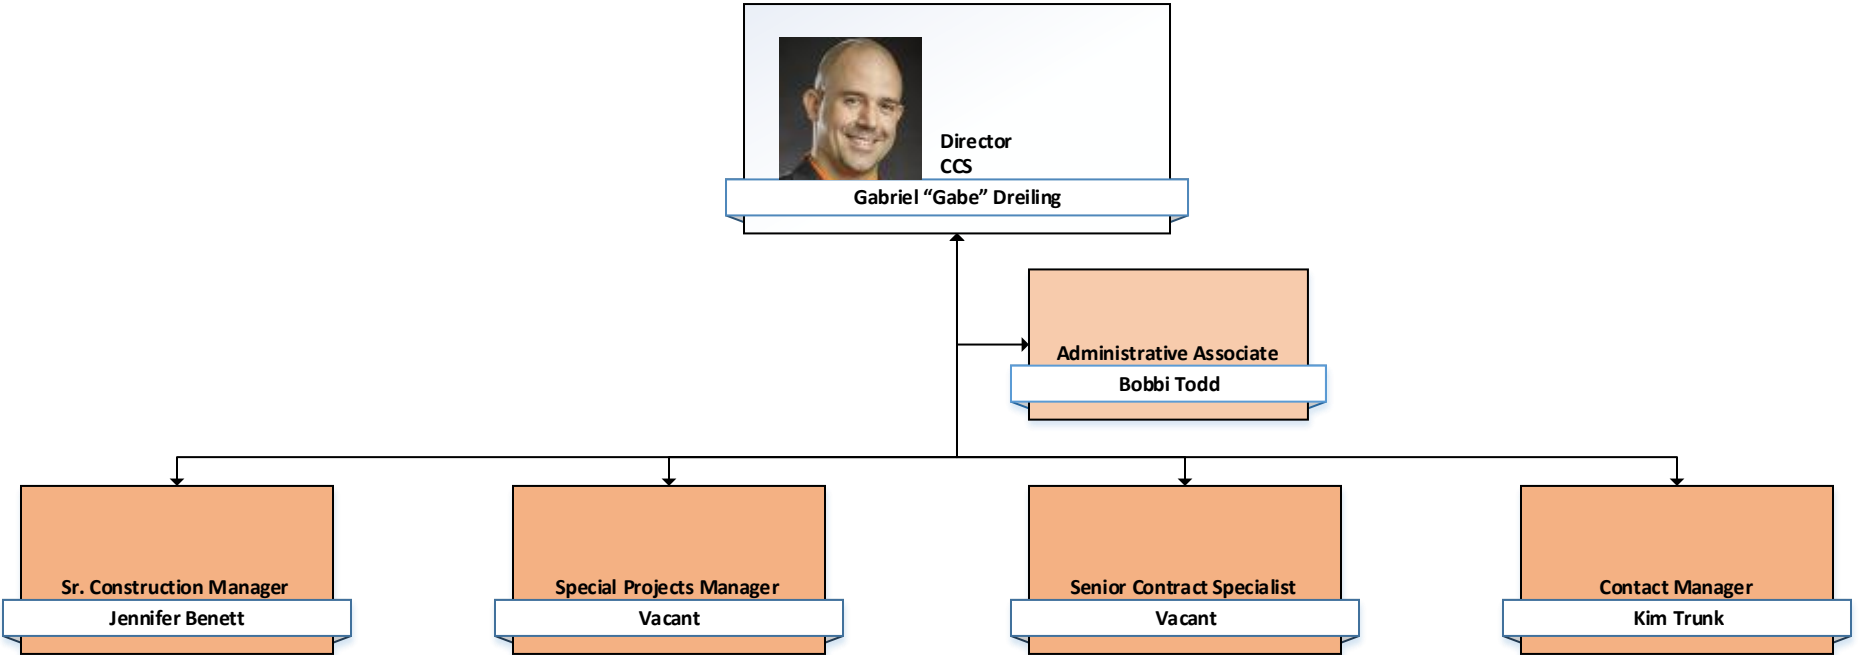 Director
CCS
Gabriel “Gabe” Dreiling
Administrative Associate
Bobbi Todd
Sr. Construction Manager
Jennifer Benett
Special Projects Manager
Vacant
Senior Contract Specialist
Vacant
Contact Manager
Kim Trunk